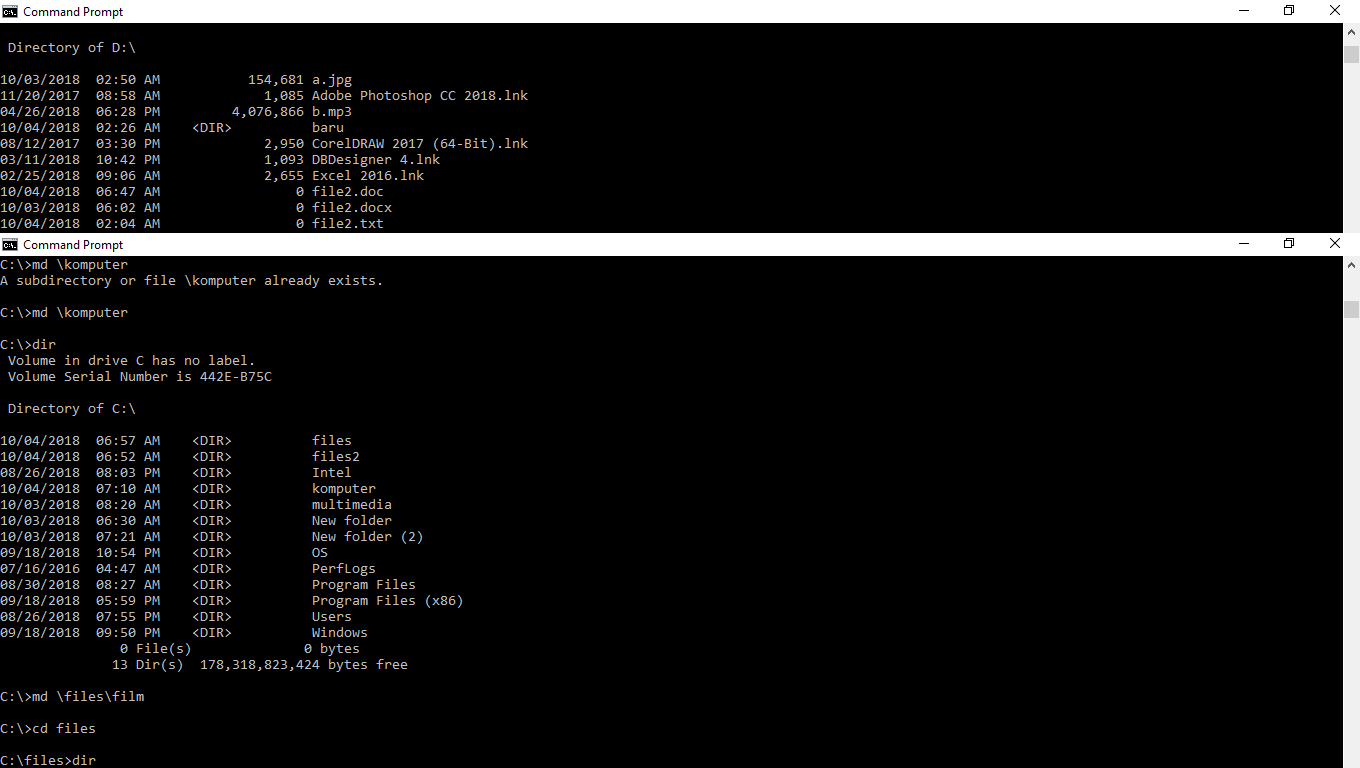 Command Prompt
Directory of D:\
10/03/2018  02:50 AM           154,681 a.jpg
11/20/2017  08:58 AM             1,085 Adobe Photoshop CC 2018.lnk
04/26/2018  06:28 PM         4,076,866 b.mp3
10/04/2018  02:26 AM    <DIR>          baru
08/12/2017  03:30 PM             2,950 CorelDRAW 2017 (64-Bit).lnk
03/11/2018  10:42 PM             1,093 DBDesigner 4.lnk
02/25/2018  09:06 AM             2,655 Excel 2016.lnk
10/04/2018  06:47 AM                 0 file2.doc
10/03/2018  06:02 AM                 0 file2.docx
10/04/2018  02:04 AM                 0 file2.txt
Command Prompt
C:\>md \komputer
A subdirectory or file \komputer already exists.
C:\>md \komputer
C:\>dir
Volume in drive C has no label.
Volume Serial Number is 442E-B75C
Directory of C:\
10/04/2018  06:57 AM    <DIR>          files
10/04/2018  06:52 AM    <DIR>          files2
08/26/2018  08:03 PM    <DIR>          Intel
10/04/2018  07:10 AM    <DIR>          komputer
10/03/2018  08:20 AM    <DIR>          multimedia
10/03/2018  06:30 AM    <DIR>          New folder
10/03/2018  07:21 AM    <DIR>          New folder (2)
09/18/2018  10:54 PM    <DIR>          OS
07/16/2016  04:47 AM    <DIR>          PerfLogs
08/30/2018  08:27 AM    <DIR>          Program Files
09/18/2018  05:59 PM    <DIR>          Program Files (x86)
08/26/2018  07:55 PM    <DIR>          Users
09/18/2018  09:50 PM    <DIR>          Windows
0 File(s)              0 bytes
13 Dir(s)  178,318,823,424 bytes free
C:\>md \files\film
C:\>cd files
C:\files>dir